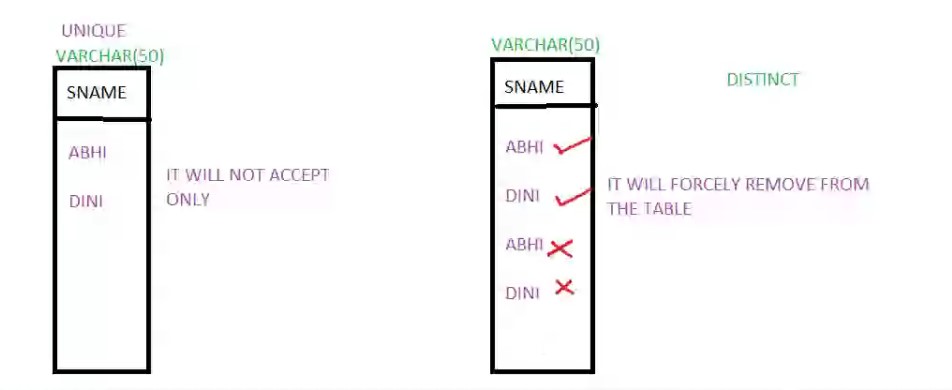 UNIQUE
VARCHAR(50)
SNAME
ABHI
DINI
IT WILL NOT ACCEPT
ONLY
VARCHAR(50)
SNAME
ABHI
DINI
ABHI
DINI
DISTINCT
IT WILL FORCELY REMOVE FROM
THE TABLE